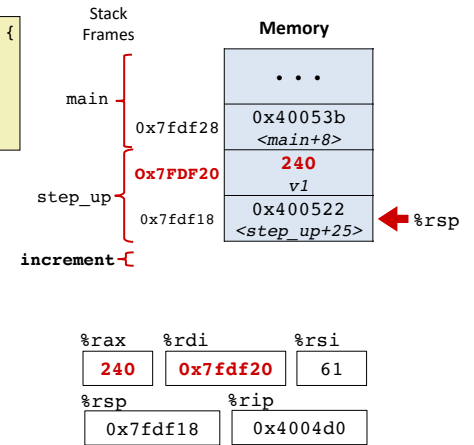 {
Stack
Frames
Memory
• • •
main
0x7fdf28
0x40053b
<main+8>
0x7FDF20
240
v1
step_up
0x7fdf18
0x400522
<step_up+25>
%rsp
increment
%rax
%rdi
%rsi
240
0x7fdf20
61
%rsp
%rip
0x7fdf18
0x4004d0